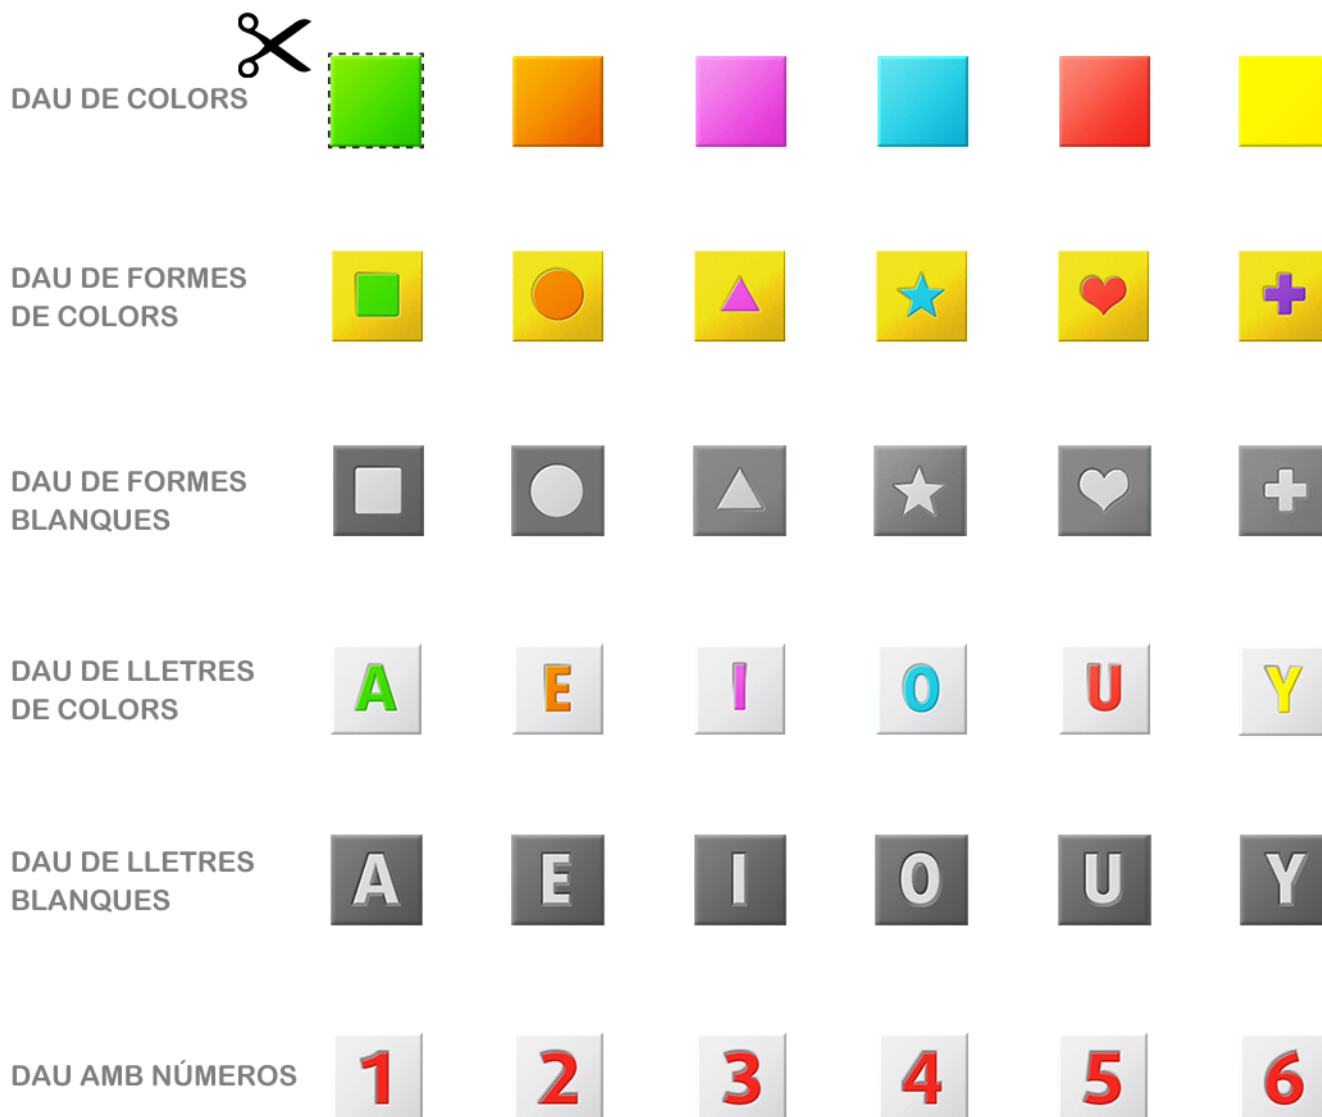 DAU DE COLORS
DAU DE FORMES
DE COLORS
DAU DE FORMES
BLANQUES
DAU DE LLETRES
DE COLORS
A E I O U Y
DAU DE LLETRES
BLANQUES
A E I O U Y
DAU AMB NÚMEROS
1 2 3 4 5 6